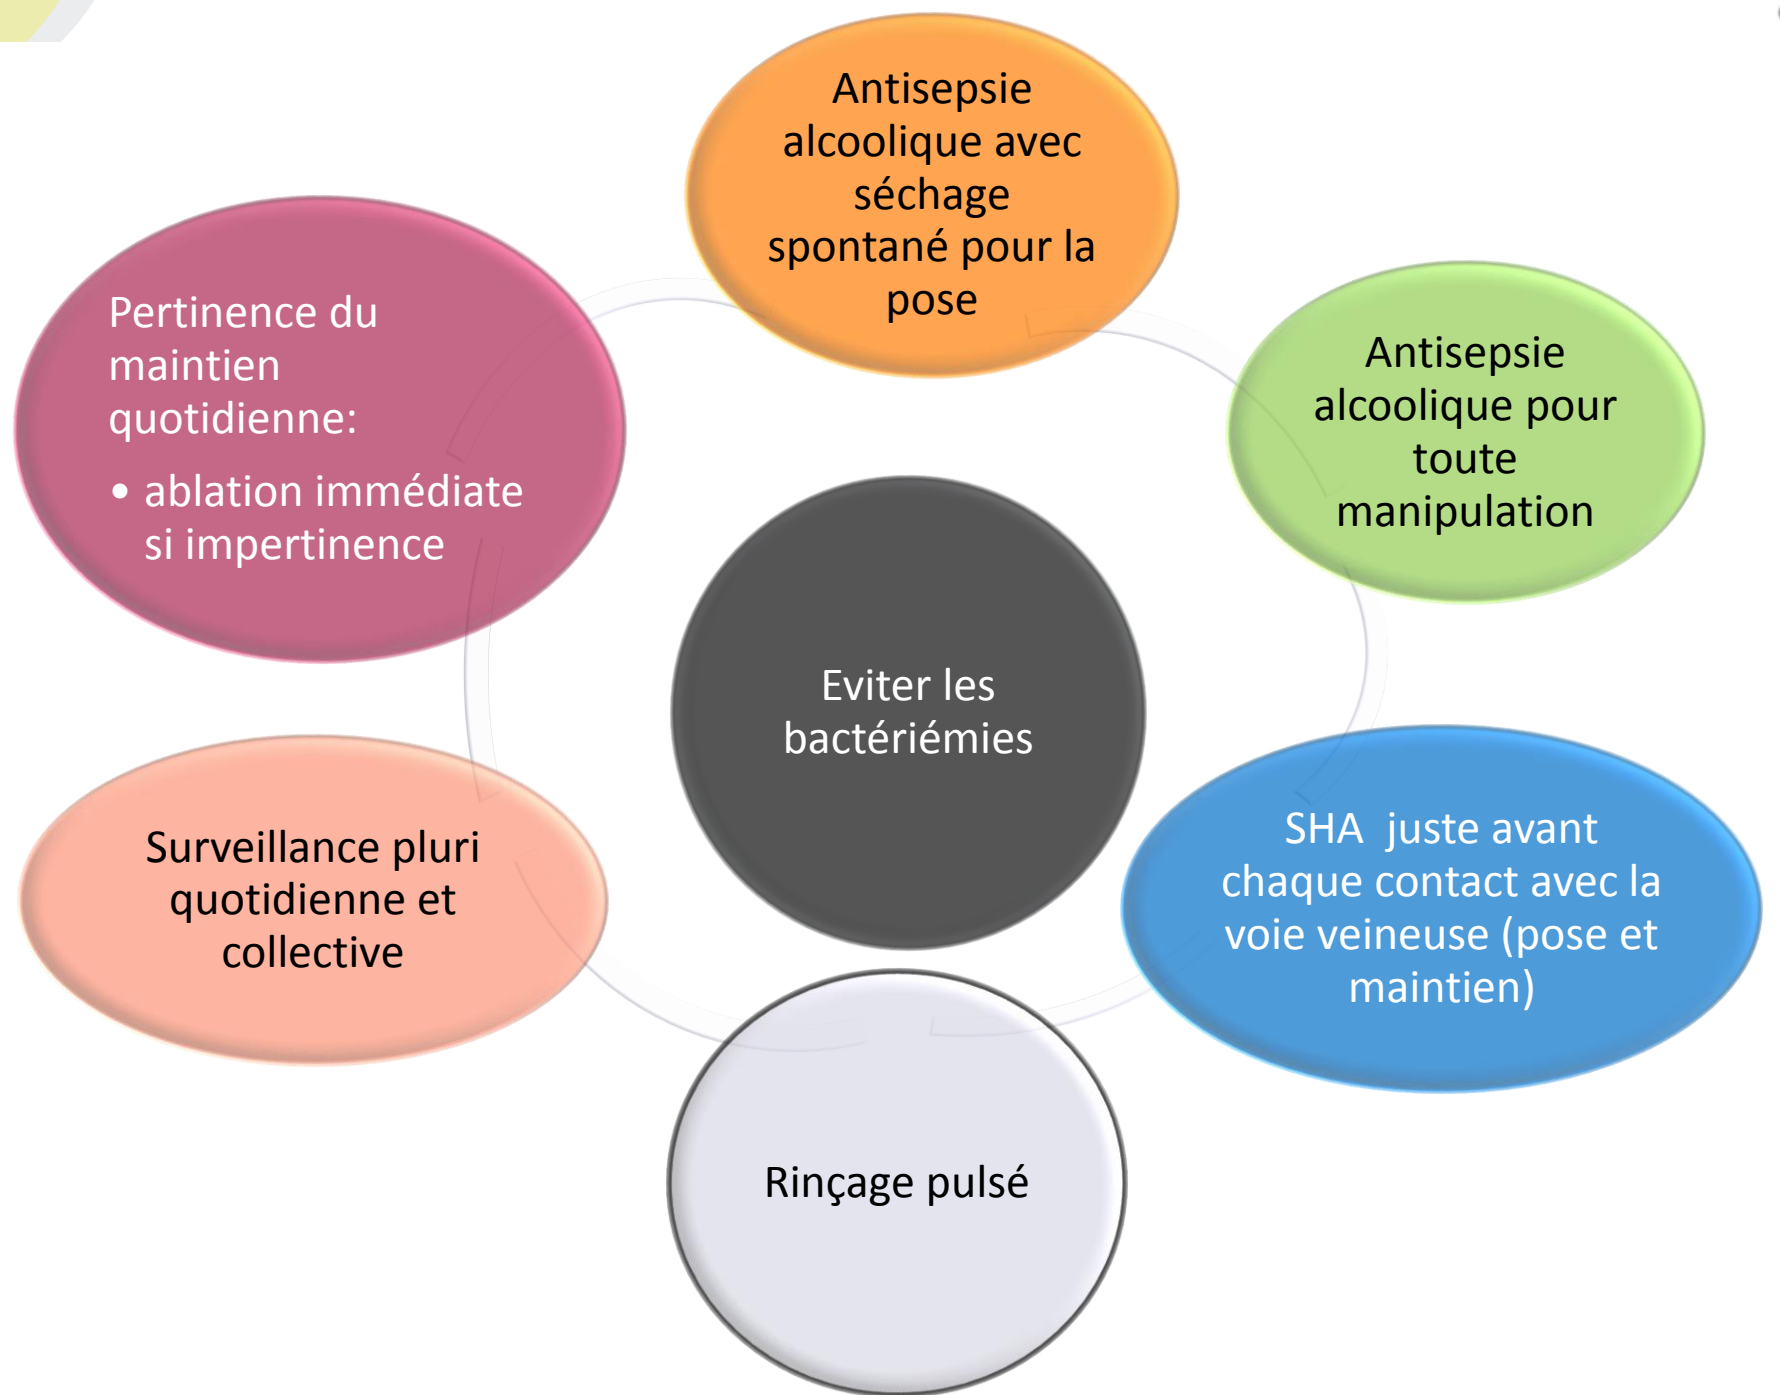 Antisepsie
alcoolique avec
séchage
spontané pour la
pose
Antisepsie
alcoolique pour
toute
manipulation
SHA  juste avant
chaque contact avec la
voie veineuse (pose et
maintien)
Rinçage pulsé
Surveillance pluri
quotidienne et
collective
Pertinence du
maintien
quotidienne:
• ablation immédiate
si impertinence
Eviter les
bactériémies